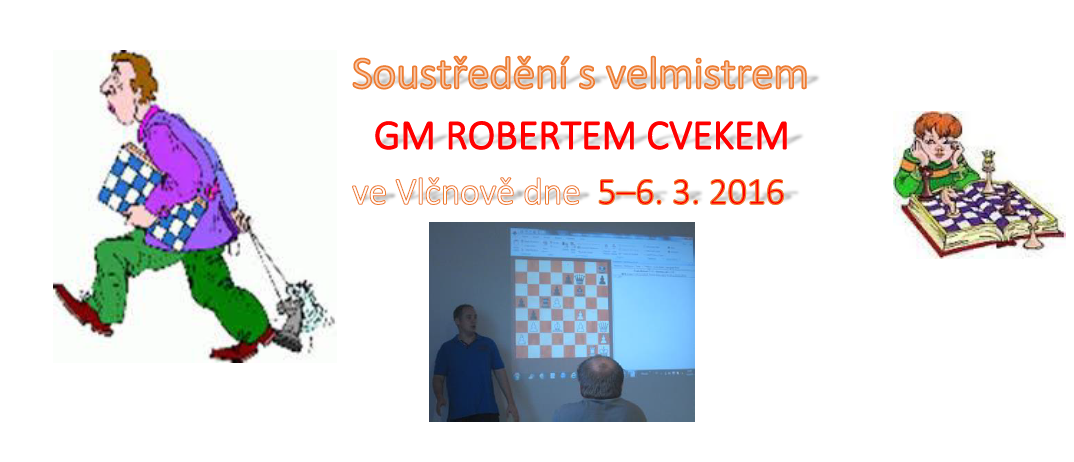 Soustředění s velmistrem
GM ROBERTEM CVEKEM
ve Vlčnově dne 5–6. 3. 2016